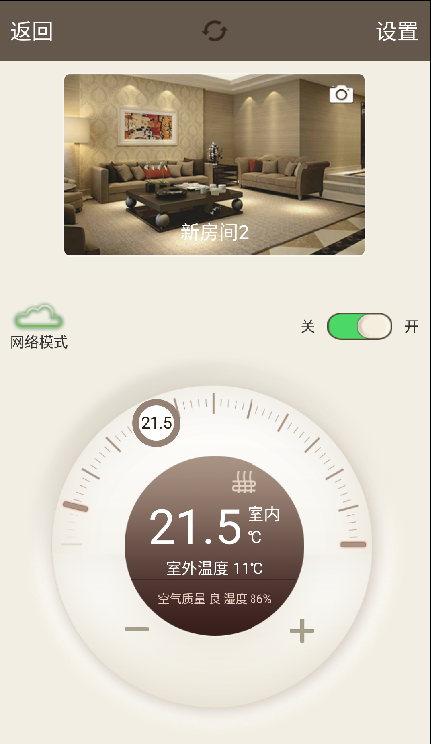 返回
设置
新房间2
网络模式
关
开
21.5
21.5
室内
℃
室外温度 11℃
空气质量 良 湿度 86%